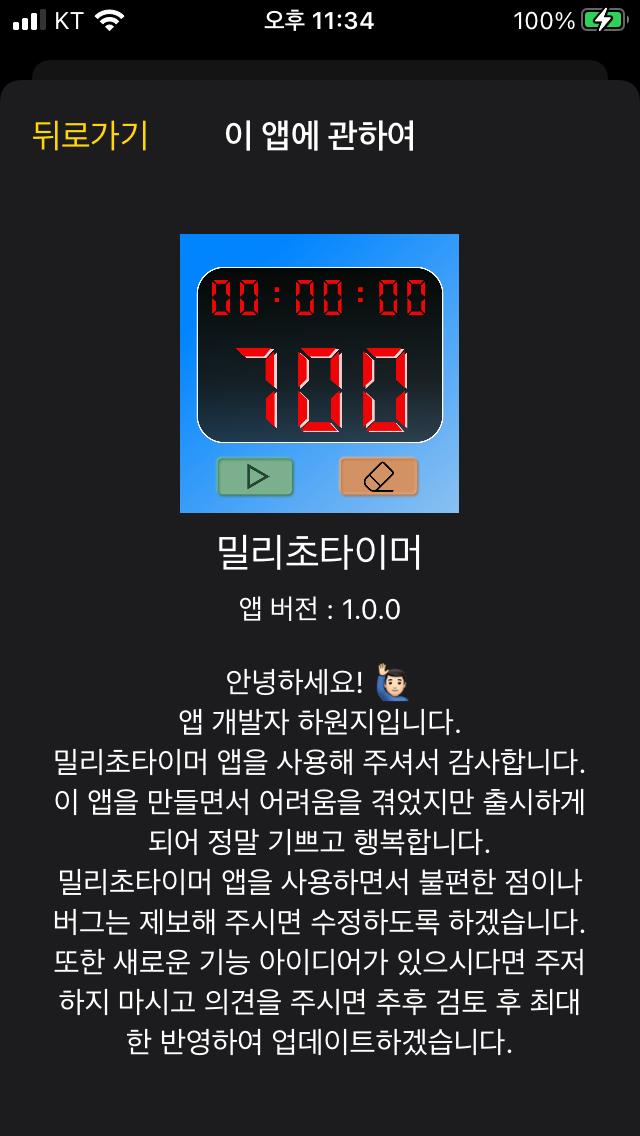 KT 오후 11:34 100%
뒤로가기 이 앱에 관하여
00:00:00
700
밀리초타이머
앱 버전 : 1.0.0
안녕하세요! 🙋🏻‍♂️
앱 개발자 하원지입니다.
밀리초타이머 앱을 사용해 주셔서 감사합니다.
이 앱을 만들면서 어려움을 겪었지만 출시하게
되어 정말 기쁘고 행복합니다.
밀리초타이머 앱을 사용하면서 불편한 점이나
버그는 제보해 주시면 수정하도록 하겠습니다.
또한 새로운 기능 아이디어가 있으시다면 주저
하지 마시고 의견을 주시면 추후 검토 후 최대
한 반영하여 업데이트하겠습니다.